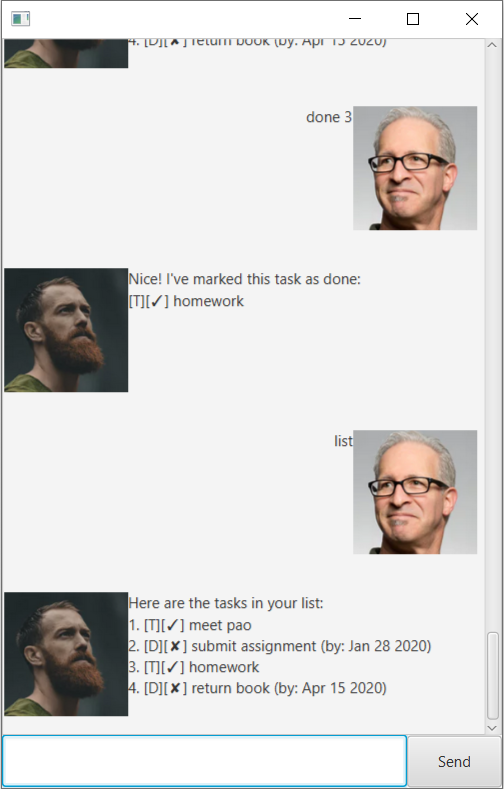 4. [D][✘] return book (by: Apr 15 2020)
done 3
Nice! I've marked this task as done:
[T][✓] homework
list
Here are the tasks in your list:
1. [T][✓] meet pao
2. [D][✘] submit assignment (by: Jan 28 2020)
3. [T][✓] homework
4. [D][✘] return book (by: Apr 15 2020)
Send